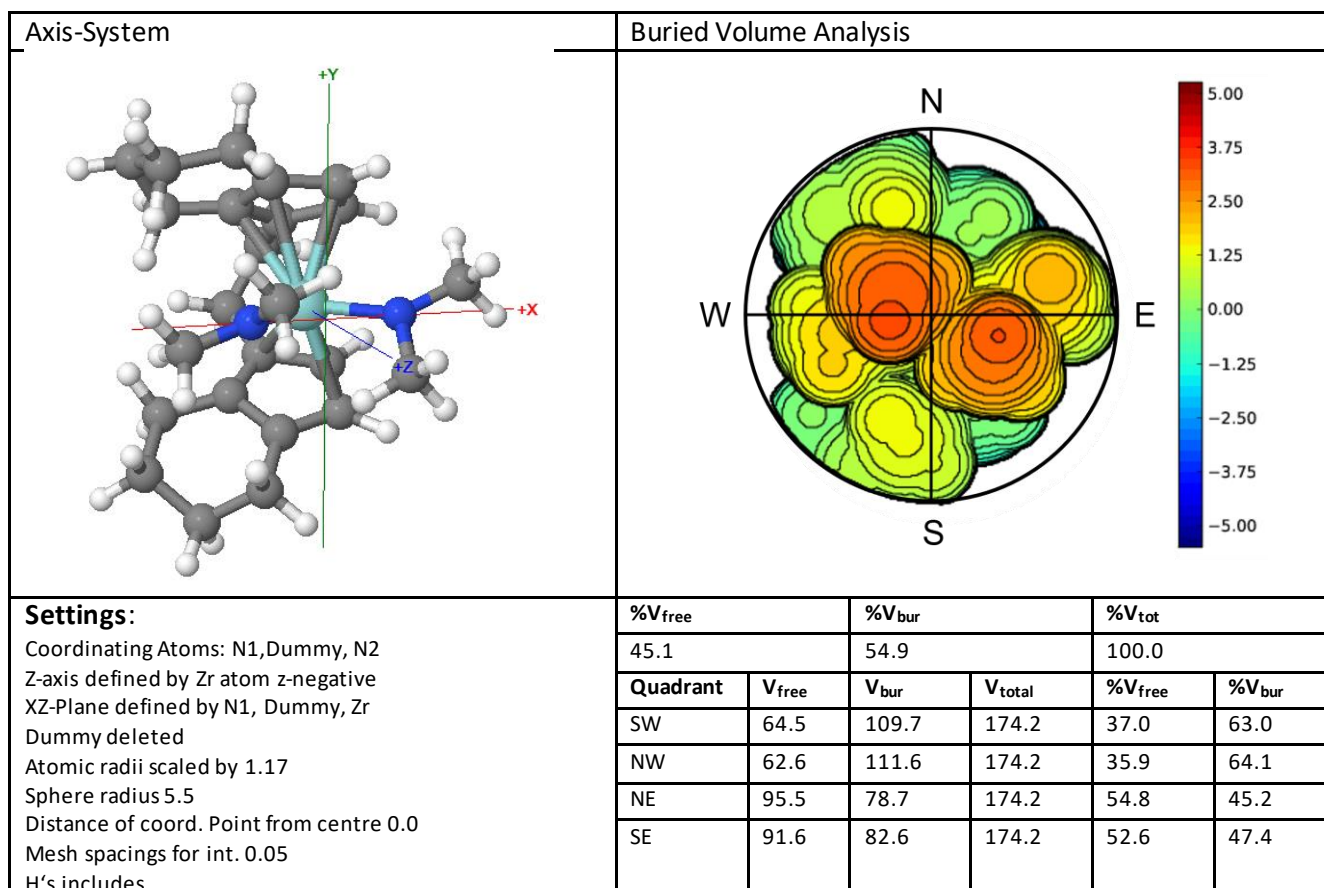 Axis-System
Buried Volume Analysis
+Y
+X
+Z
N
W
E
S
5.00
3.75
2.50
1.25
0.00
−1.25
−2.50
−3.75
−5.00
Settings:
Coordinating Atoms: N1,Dummy, N2
Z-axis defined by Zr atom z-negative
XZ-Plane defined by N1, Dummy, Zr
Dummy deleted
Atomic radii scaled by 1.17
Sphere radius 5.5
Distance of coord. Point from centre 0.0
Mesh spacings for int. 0.05
H's includes
%Vfree %Vbur %Vtot
45.1 54.9 100.0
Quadrant Vfree Vbur Vtotal %Vfree %Vbur
SW 64.5 109.7 174.2 37.0 63.0
NW 62.6 111.6 174.2 35.9 64.1
NE 95.5 78.7 174.2 54.8 45.2
SE 91.6 82.6 174.2 52.6 47.4